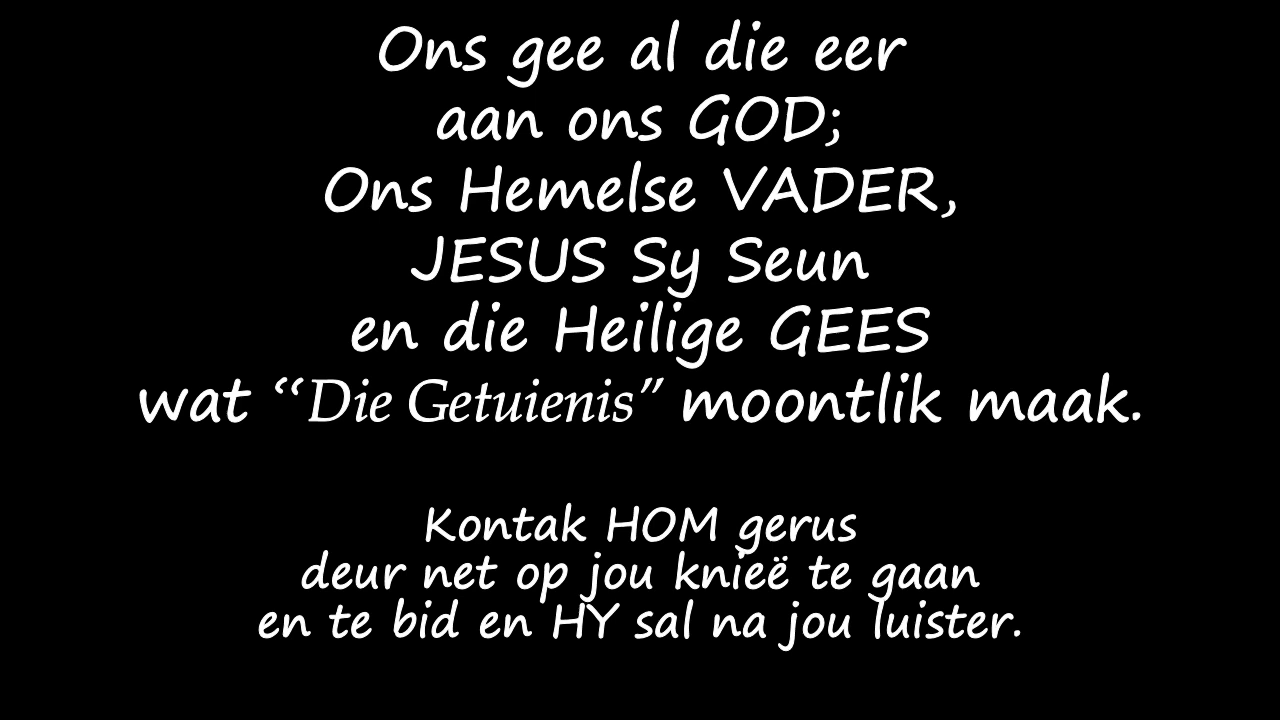 Ons gee al die eer
aan ons GOD;
Ons Hemelse VADER,
JESUS Sy Seun
en die Heilige GEES
wat “Die Getuienis” moontlik maak.
Kontak HOM gerus
deur net op jou knieë te gaan
en te bid en HY sal na jou luister.